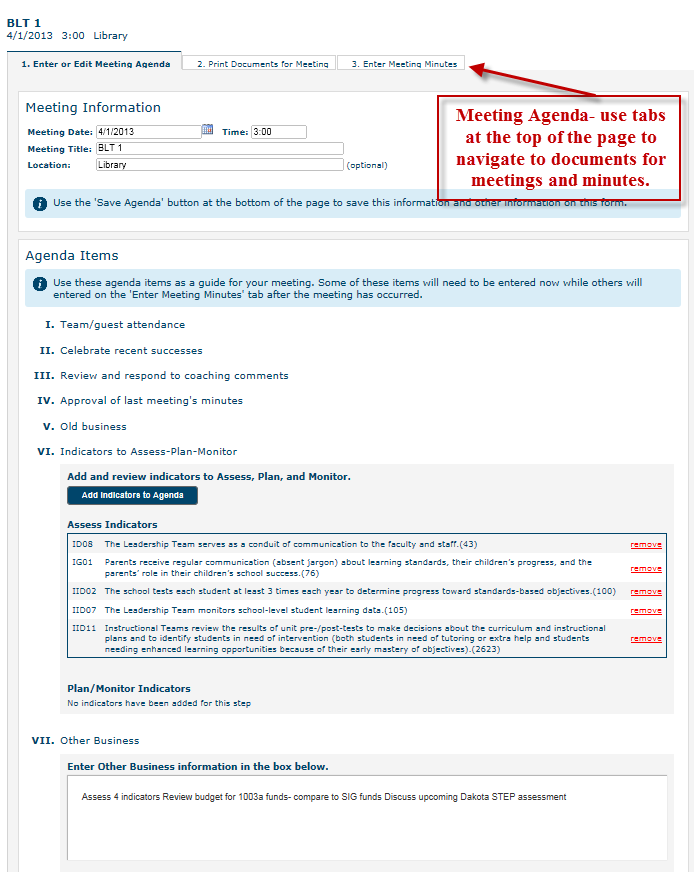 BLT 1
4/1/2013 3:00 Library
1. Enter or Edit Meeting Agenda
2. Print Documents for Meeting
3. Enter Meeting Minutes
Meeting Agenda- use tabs
at the top of the page to
navigate to documents for
meetings and minutes.
Meeting Information
Meeting Date: 4/1/2013 Time: 3:00
Meeting Title: BLT 1
Location: Library (optional)
i Use the 'Save Agenda' button at the bottom of the page to save this information and other information on this form.
Agenda Items
i Use these agenda items as a guide for your meeting. Some of these items will need to be entered now while others will
entered on the 'Enter Meeting Minutes' tab after the meeting has occurred.
I. Team/guest attendance
II. Celebrate recent successes
III. Review and respond to coaching comments
IV. Approval of last meeting's minutes
V. Old business
VI. Indicators to Assess-Plan-Monitor
Add and review indicators to Assess, Plan, and Monitor.
Add Indicators to Agenda
Assess Indicators
ID08 The Leadership Team serves as a conduit of communication to the faculty and staff.(43) remove
IG01 Parents receive regular communication (absent jargon) about learning standards, their children's progress, and the
parents' role in their children's school success.(76) remove
IID02 The school tests each student at least 3 times each year to determine progress toward standards-based objectives.(100) remove
IID07 The Leadership Team monitors school-level student learning data.(105) remove
IID11 Instructional Teams review the results of unit pre-/post-tests to make decisions about the curriculum and instructional
plans and to identify students in need of intervention (both students in need of tutoring or extra help and students remove
needing enhanced learning opportunities because of their early mastery of objectives).(2623)
Plan/Monitor Indicators
No indicators have been added for this step
VII. Other Business
Enter Other Business information in the box below.
Assess 4 indicators Review budget for 1003a funds- compare to SIG funds Discuss upcoming Dakota STEP assessment